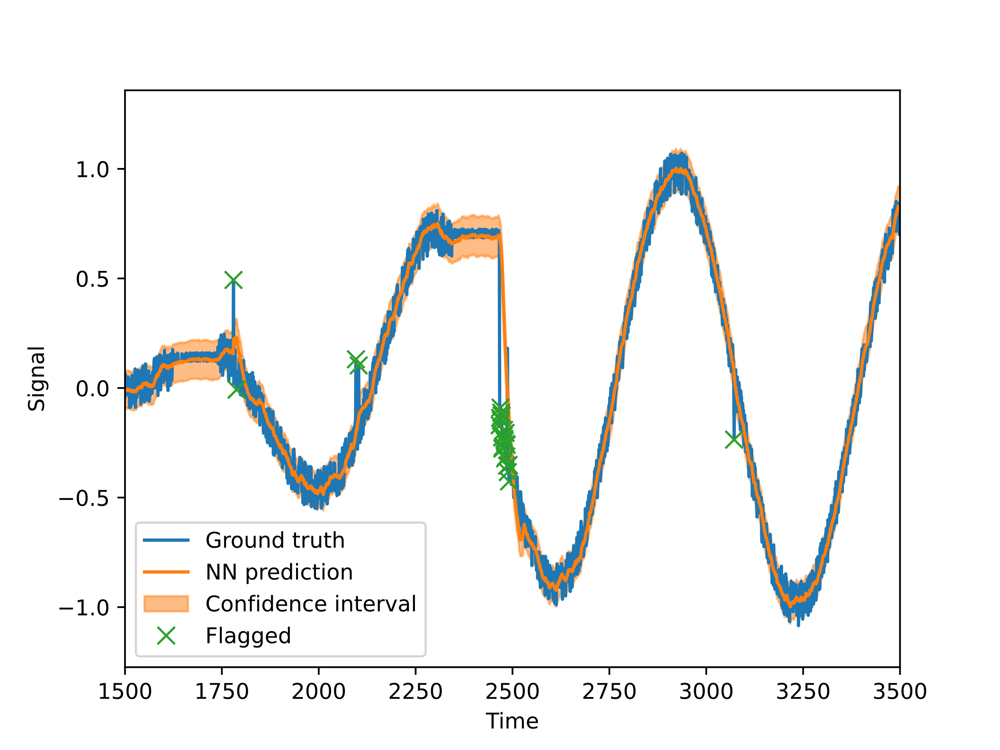 1.0
0.5
0.0
−0.5
−1.0
Signal
Ground truth
NN prediction
Confidence interval
Flagged
1500 1750 2000 2250 2500 2750 3000 3250 3500
Time